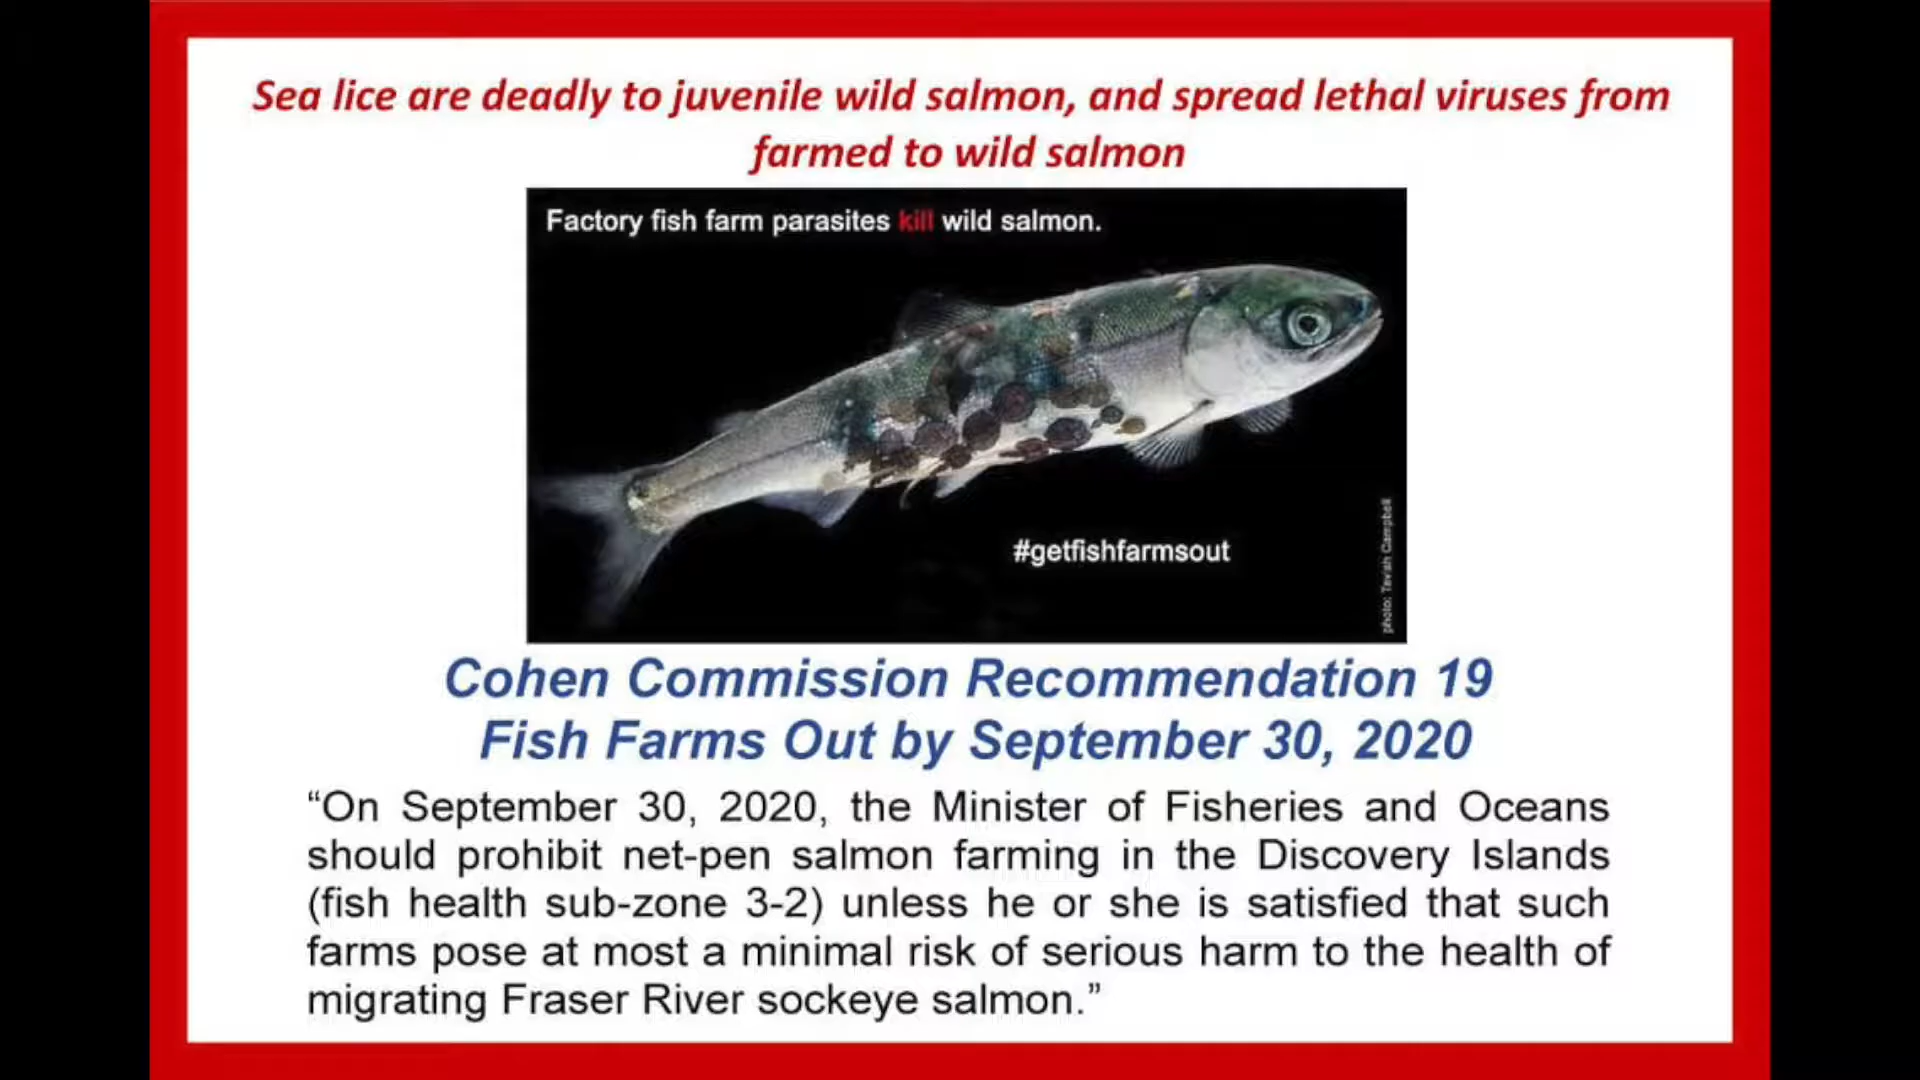 Sea lice are deadly to juvenile wild salmon, and spread lethal viruses from
farmed to wild salmon
Factory fish farm parasites kill wild salmon.
#getfishfarmsout
photo: Tavish Campbell
Cohen Commission Recommendation 19
Fish Farms Out by September 30, 2020
“On September 30, 2020, the Minister of Fisheries and Oceans
should prohibit net-pen salmon farming in the Discovery Islands
(fish health sub-zone 3-2) unless he or she is satisfied that such
farms pose at most a minimal risk of serious harm to the health of
migrating Fraser River sockeye salmon.”